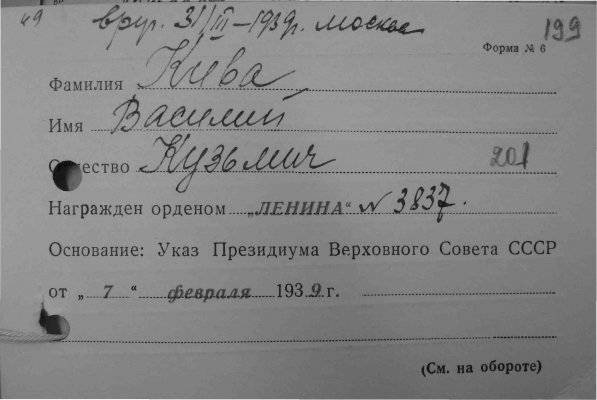 49 вруч. 31/III-1939г. Москва 199
Форма № 6
Фамилия Кива
Имя Василий
Отчество Кузьмич 201
Награжден орденом „ЛЕНИНА“ № 3837.
Основание: Указ Президиума Верховного Совета СССР
от „ 7 “ февраля 1939 г.
(См. на обороте)